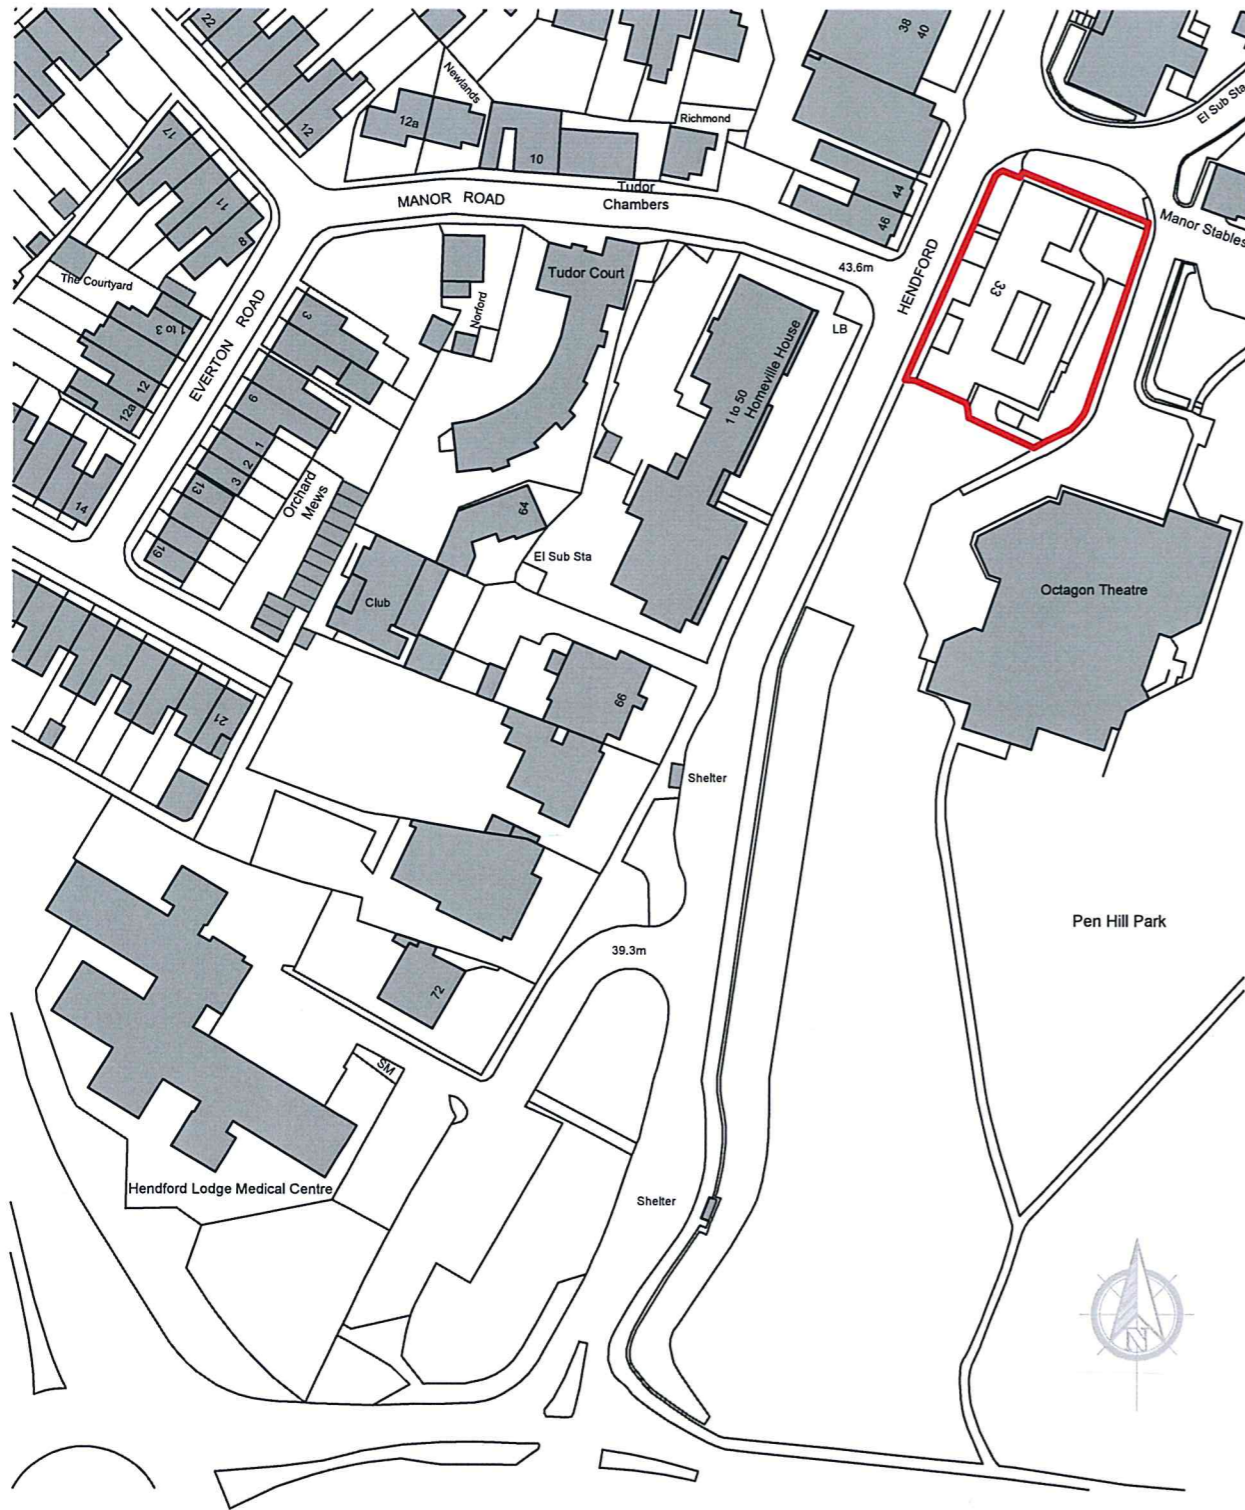 22
38
40
Newlands
El Sub Sta
12
12a
Richmond
17
10
Tudor
Chambers
44
MANOR ROAD
46
11
8
Manor Stables
43.6m
HENDFORD
Tudor Court
The Courtyard
33
Norford
1 to 3
EVERTON ROAD
3
LB
Homeville House
1 to 50
12
12a
6
1
2
3
13
Orchard
Mews
14
64
19
El Sub Sta
Club
Octagon Theatre
66
21
Shelter
Pen Hill Park
39.3m
72
SM
Hendford Lodge Medical Centre
Shelter
N